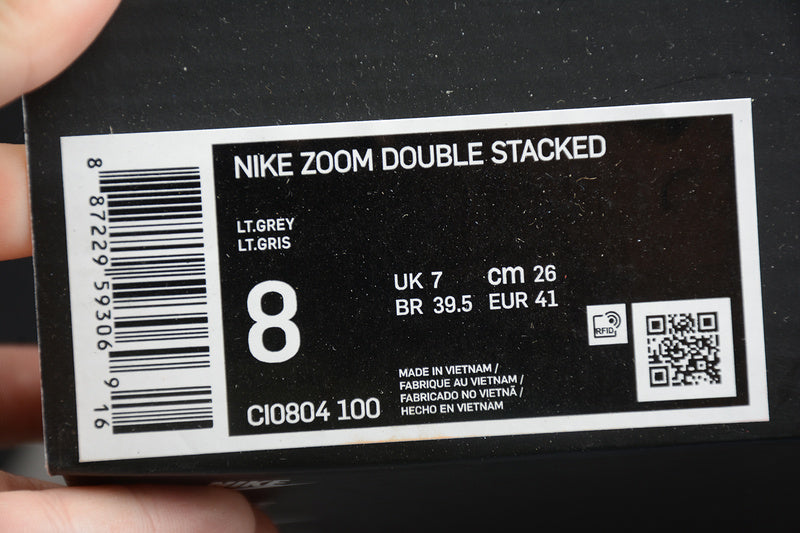 NIKE ZOOM DOUBLE STACKED
LT.GREY
LT.GRIS
8
UK 7 cm 26
BR 39.5 EUR 41
CI0804 100
MADE IN VIETNAM /
FABRIQUE AU VIETNAM /
FABRICADO NO VIETNÃ /
HECHO EN VIETNAM
RFID
8 87229 59306 9 16
NIKE